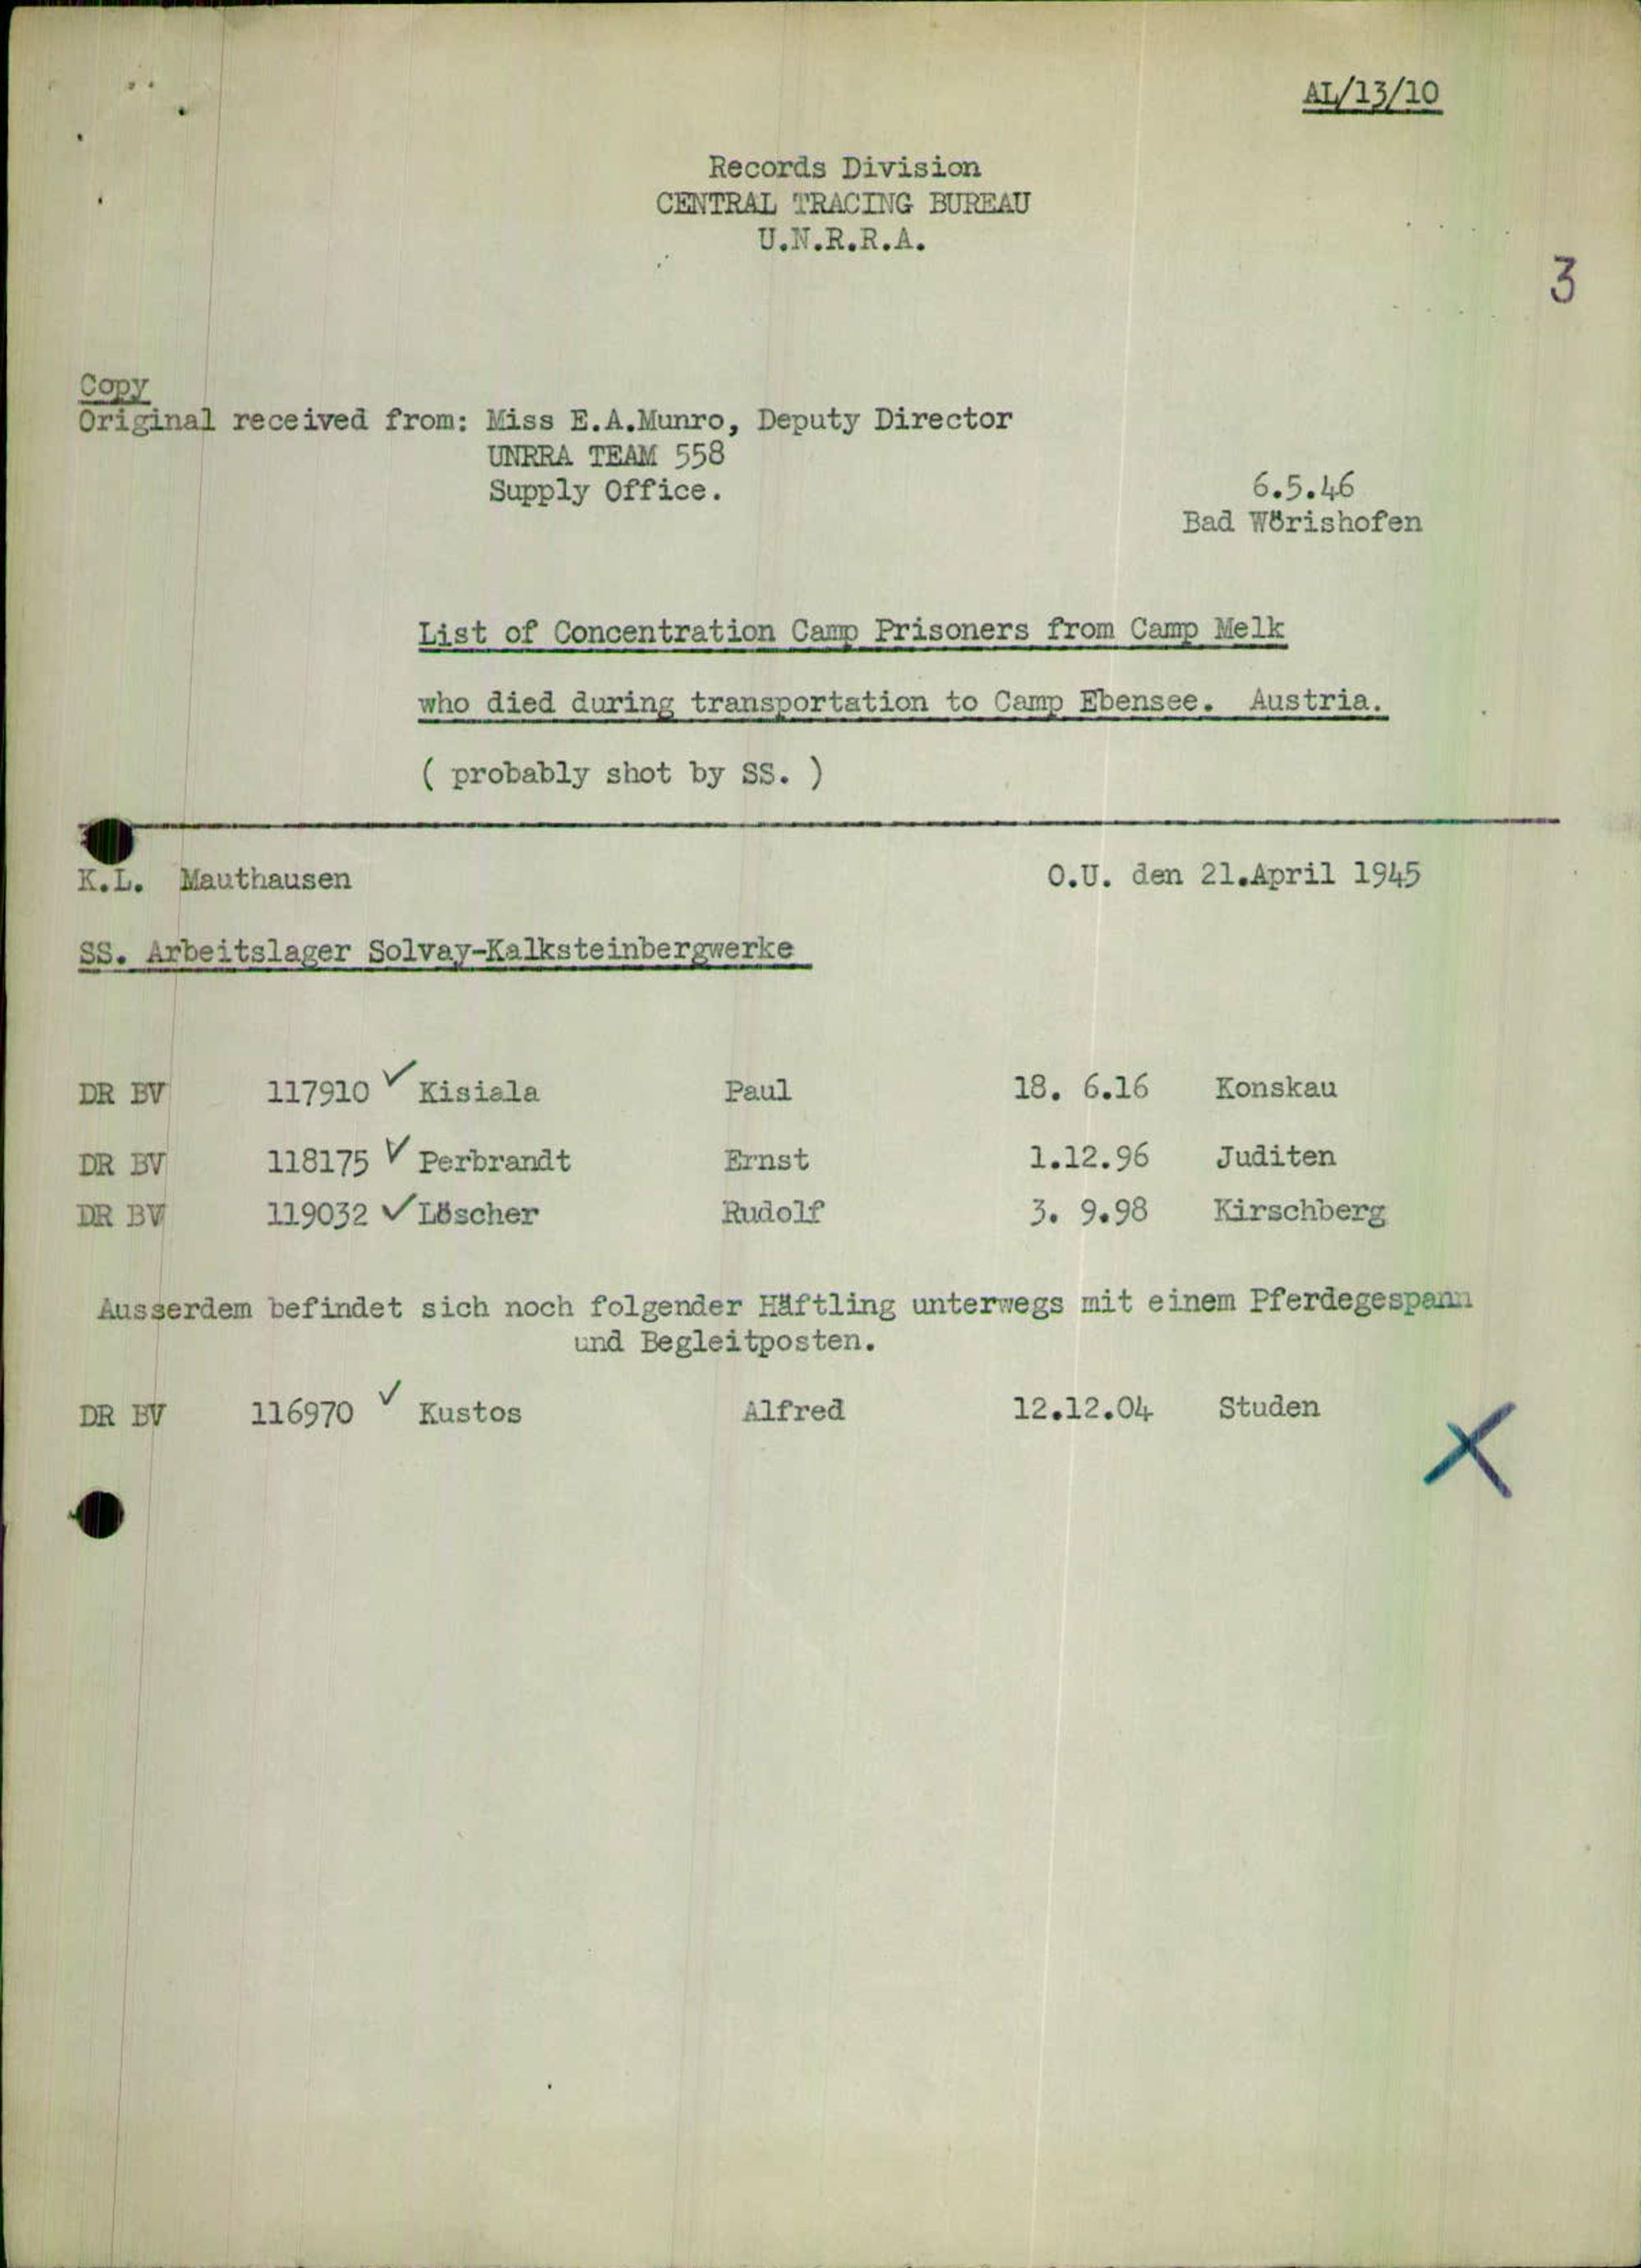 AL/13/10
Records Division
CENTRAL TRACING BUREAU
U.N.R.R.A.
3
Copy
Original received from: Miss E.A.Munro, Deputy Director
UNRRA TEAM 558
Supply Office.
6.5.46
Bad Wörishofen
List of Concentration Camp Prisoners from Camp Melk
who died during transportation to Camp Ebensee. Austria.
( probably shot by SS. )
K.L. Mauthausen O.U. den 21.April 1945
SS. Arbeitslager Solvay-Kalksteinbergwerke
DR BV 117910 ✓ Kisiala Paul 18. 6.16 Konskau
DR BV 118175 ✓ Perbrandt Ernst 1.12.96 Juditen
DR BV 119032 ✓ Löscher Rudolf 3. 9.98 Kirschberg
Ausserdem befindet sich noch folgender Häftling unterwegs mit einem Pferdegespann
und Begleitposten.
DR BV 116970 ✓ Kustos Alfred 12.12.04 Studen
X